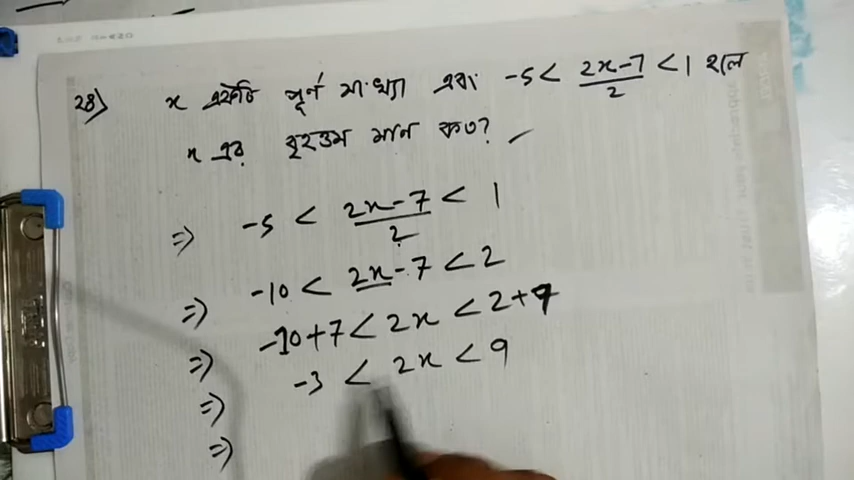 28) x একটি পূর্ণ সাংখ্যা এবং -5 < (2x-7)/2 < 1 হলে
x এর বৃহত্তম মান কত?
=> -5 < (2x-7)/2 < 1
=> -10 < 2x-7 < 2
=> -10+7 < 2x < 2+7
=> -3 < 2x < 9
=>